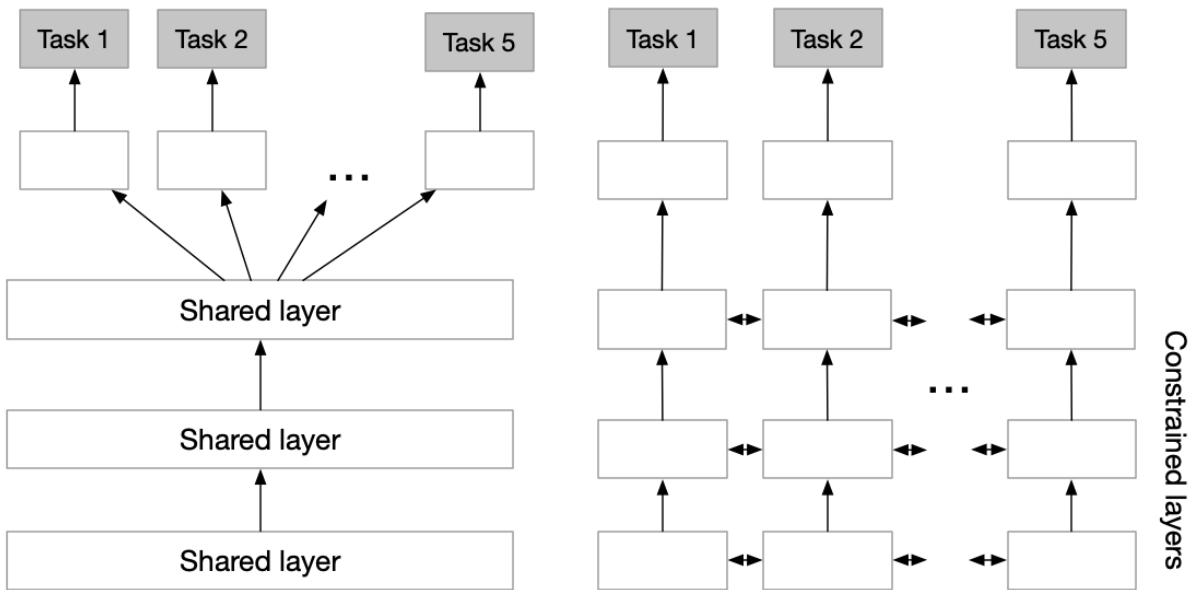 Task 1
Task 2
Task 5
...
Shared layer
Shared layer
Shared layer
Task 1
Task 2
Task 5
...
Constrained layers